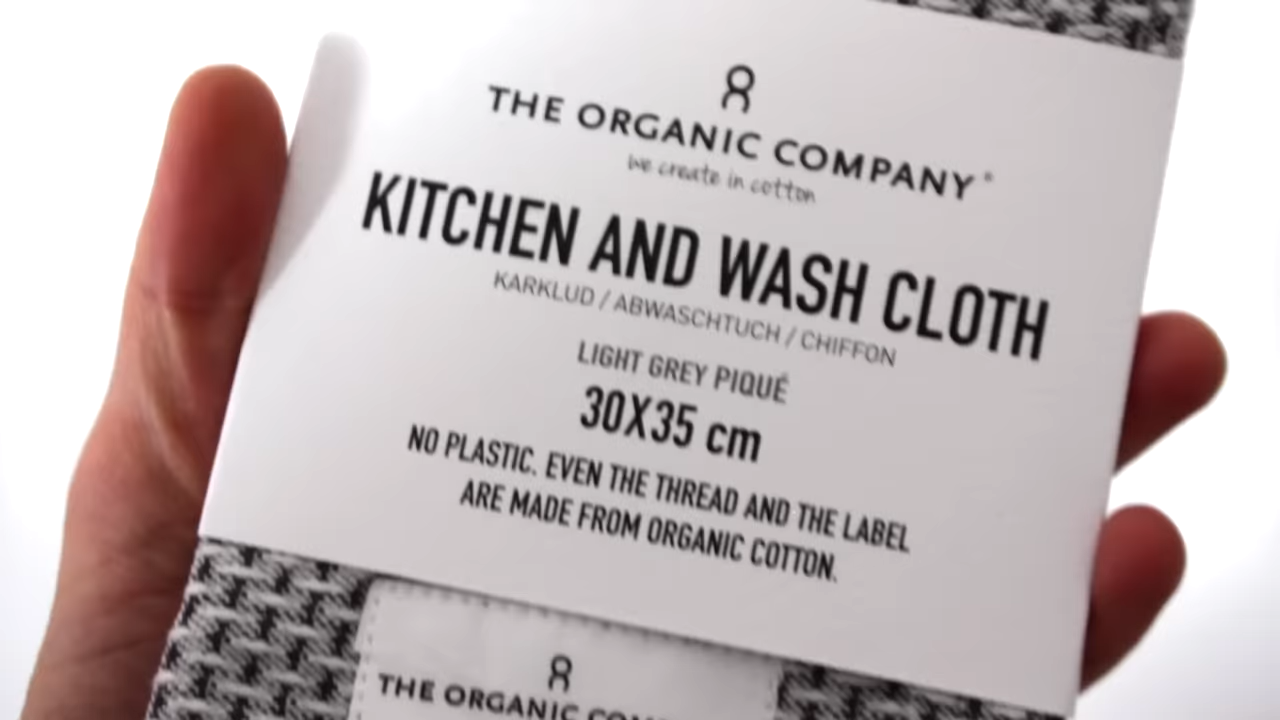 THE ORGANIC COMPANY®
we create in cotton
KITCHEN AND WASH CLOTH
KARKLUD / ABWASCHTUCH / CHIFFON
LIGHT GREY PIQUÉ
30X35 cm
NO PLASTIC. EVEN THE THREAD AND THE LABEL
ARE MADE FROM ORGANIC COTTON.
THE ORGANIC